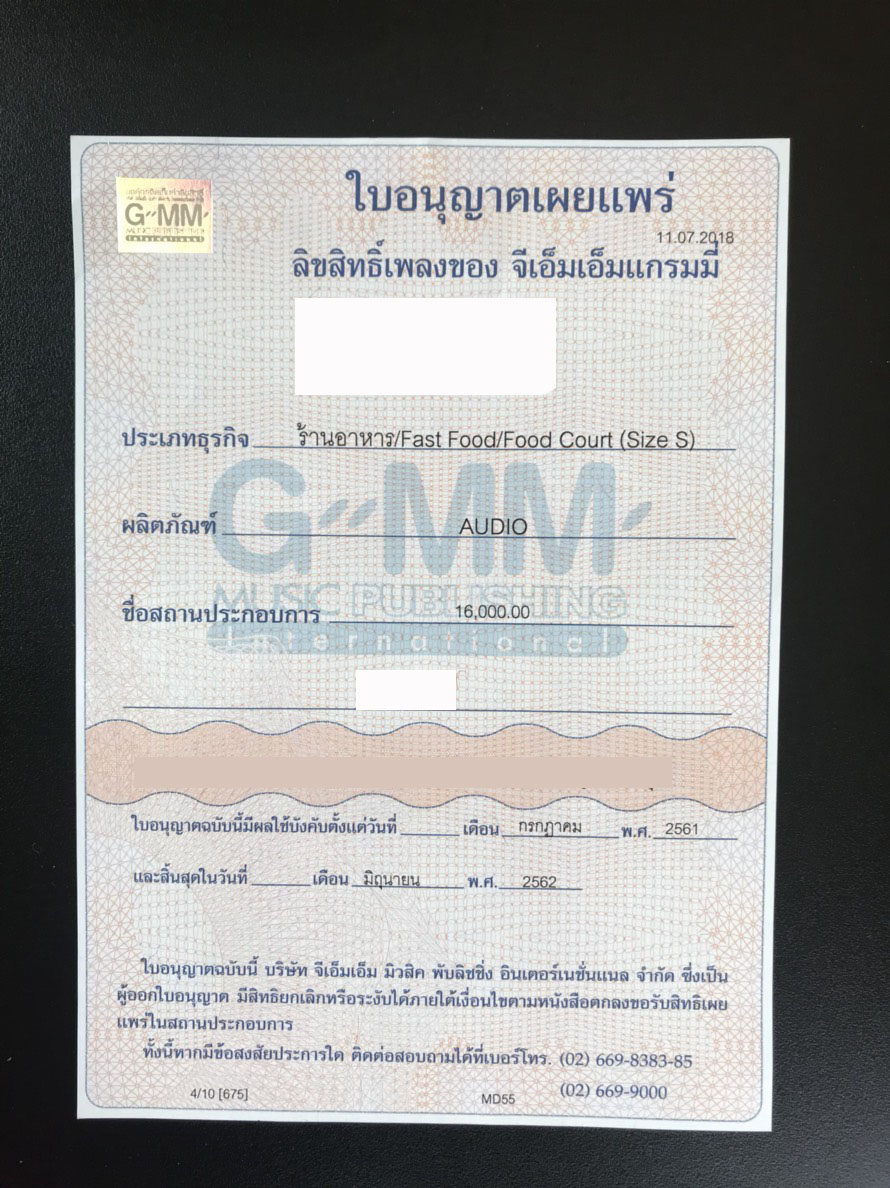 G"MM'
MUSIC PUBLISHING
International
ใบอนุญาตเผยแพร่
11.07.2018
ลิขสิทธิ์เพลงของ จีเอ็มเอ็มแกรมมี่
ประเภทธุรกิจ ร้านอาหาร/Fast Food/Food Court (Size S)
G"MM'
ผลิตภัณฑ์ AUDIO
MUSIC PUBLISHING
ชื่อสถานประกอบการ 16,000.00
International
ใบอนุญาตฉบับนี้มีผลใช้บังคับตั้งแต่วันที่ เดือน กรกฎาคม พ.ศ. 2561
และสิ้นสุดในวันที่ เดือน มิถุนายน พ.ศ. 2562
ใบอนุญาตฉบับนี้ บริษัท จีเอ็มเอ็ม มิวสิค พับลิชชิ่ง อินเตอร์เนชั่นแนล จำกัด ซึ่งเป็น
ผู้ออกใบอนุญาต มีสิทธิยกเลิกหรือระงับได้ภายใต้เงื่อนไขตามหนังสือตกลงขอรับสิทธิเผย
แพร่ในสถานประกอบการ
ทั้งนี้หากมีข้อสงสัยประการใด ติดต่อสอบถามได้ที่เบอร์โทร. (02) 669-8383-85
(02) 669-9000
4/10 [675]
MD55